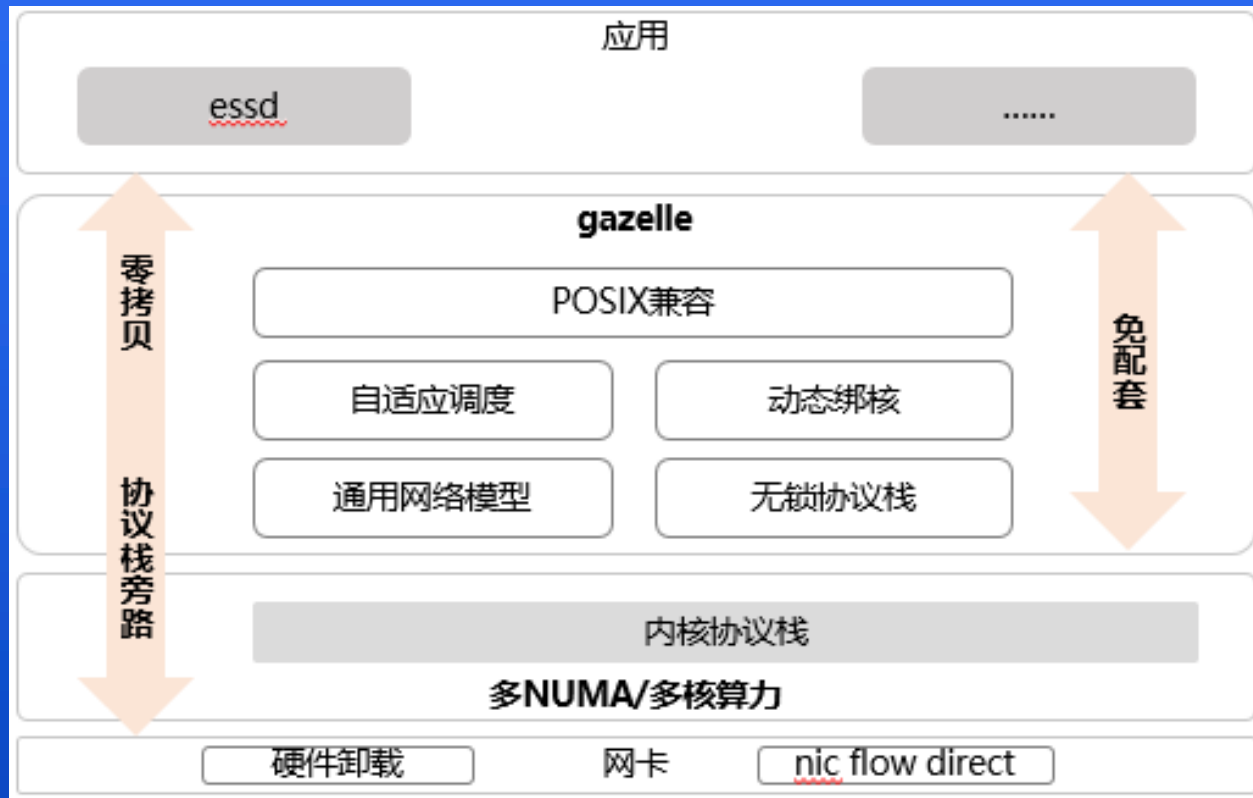 应用
essd
......
gazelle
零拷贝
POSIX兼容
免配套
自适应调度
动态绑核
协议栈旁路
通用网络模型
无锁协议栈
内核协议栈
多NUMA/多核算力
硬件卸载
网卡
nic flow direct